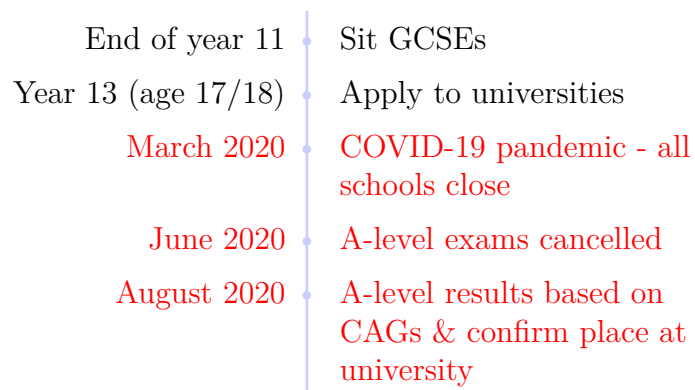 End of year 11 Sit GCSEs
Year 13 (age 17/18) Apply to universities
March 2020 COVID-19 pandemic - all
schools close
June 2020 A-level exams cancelled
August 2020 A-level results based on
CAGs & confirm place at
university